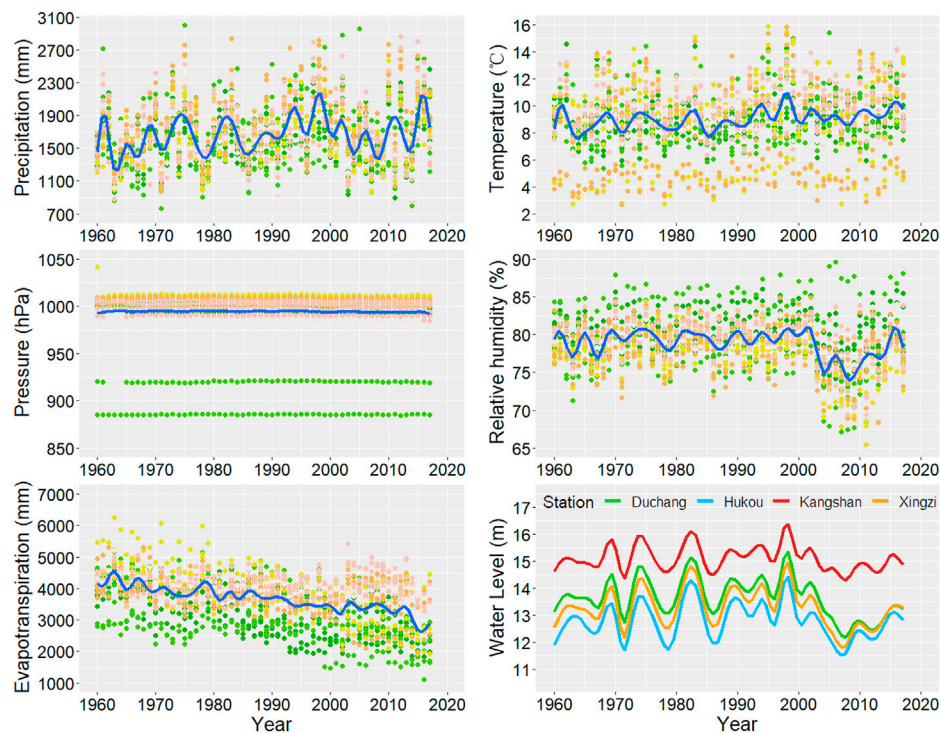 Precipitation (mm)
3100
2700
2300
1900
1500
1100
700
1960 1970 1980 1990 2000 2010 2020
Temperature (℃)
16
14
12
10
8
6
4
2
1960 1970 1980 1990 2000 2010 2020
Pressure (hPa)
1050
1000
950
900
850
1960 1970 1980 1990 2000 2010 2020
Relative humidity (%)
90
85
80
75
70
65
1960 1970 1980 1990 2000 2010 2020
Evapotranspiration (mm)
7000
6000
5000
4000
3000
2000
1000
1960 1970 1980 1990 2000 2010 2020
Year
Station Duchang Hukou Kangshan Xingzi
Water Level (m)
17
16
15
14
13
12
11
1960 1970 1980 1990 2000 2010 2020
Year